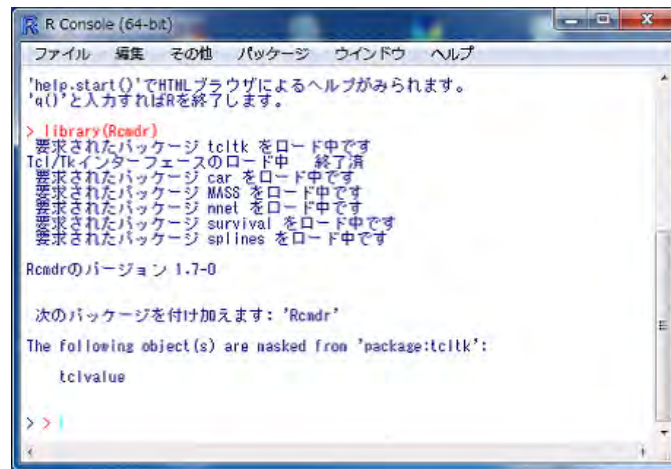 R Console (64-bit)
ファイル 編集 その他 パッケージ ウインドウ ヘルプ
'help.start()'でHTMLブラウザによるヘルプがみられます。
'q()'と入力すればRを終了します。
> library(Rcmdr)
要求されたパッケージ tcltk をロード中です
Tcl/Tkインターフェースのロード中 終了済
要求されたパッケージ car をロード中です
要求されたパッケージ MASS をロード中です
要求されたパッケージ nnet をロード中です
要求されたパッケージ survival をロード中です
要求されたパッケージ splines をロード中です
Rcmdrのバージョン 1.7-0
次のパッケージを付け加えます: 'Rcmdr'
The following object(s) are masked from 'package:tcltk':
tclvalue
> >